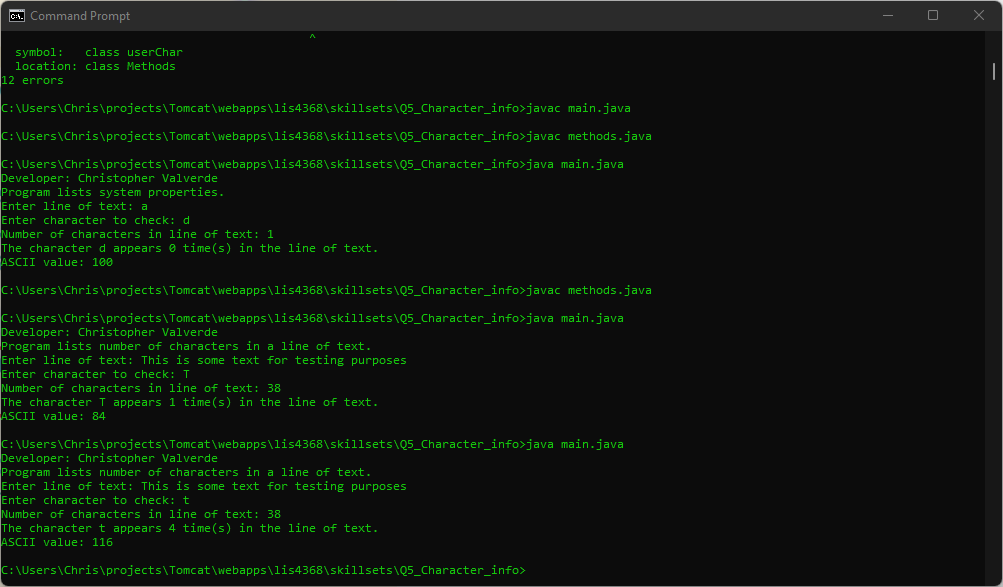 Command Prompt
^
symbol:   class userChar
location: class Methods
12 errors
C:\Users\Chris\projects\Tomcat\webapps\lis4368\skillsets\Q5_Character_info>javac main.java
C:\Users\Chris\projects\Tomcat\webapps\lis4368\skillsets\Q5_Character_info>javac methods.java
C:\Users\Chris\projects\Tomcat\webapps\lis4368\skillsets\Q5_Character_info>java main.java
Developer: Christopher Valverde
Program lists system properties.
Enter line of text: a
Enter character to check: d
Number of characters in line of text: 1
The character d appears 0 time(s) in the line of text.
ASCII value: 100
C:\Users\Chris\projects\Tomcat\webapps\lis4368\skillsets\Q5_Character_info>javac methods.java
C:\Users\Chris\projects\Tomcat\webapps\lis4368\skillsets\Q5_Character_info>java main.java
Developer: Christopher Valverde
Program lists number of characters in a line of text.
Enter line of text: This is some text for testing purposes
Enter character to check: T
Number of characters in line of text: 38
The character T appears 1 time(s) in the line of text.
ASCII value: 84
C:\Users\Chris\projects\Tomcat\webapps\lis4368\skillsets\Q5_Character_info>java main.java
Developer: Christopher Valverde
Program lists number of characters in a line of text.
Enter line of text: This is some text for testing purposes
Enter character to check: t
Number of characters in line of text: 38
The character t appears 4 time(s) in the line of text.
ASCII value: 116
C:\Users\Chris\projects\Tomcat\webapps\lis4368\skillsets\Q5_Character_info>